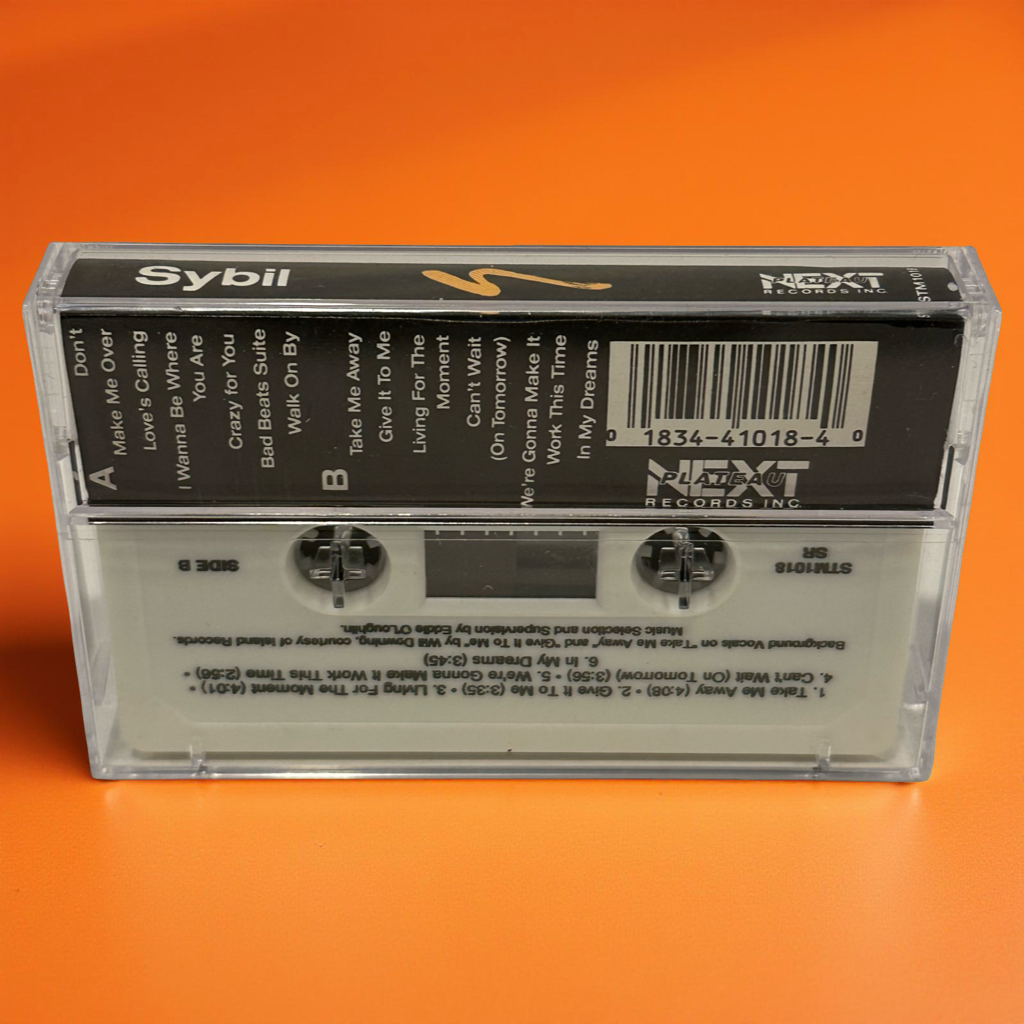 Sybil
NEXT
PLATEAU
RECORDS INC.
STM101
A
Don't
Make Me Over
Love's Calling
I Wanna Be Where
You Are
Crazy for You
Bad Beats Suite
Walk On By
B
Take Me Away
Give It To Me
Living For The
Moment
Can't Wait
(On Tomorrow)
We're Gonna Make It
Work This Time
In My Dreams
0 1834-41018-4 0
NEXT
PLATEAU
RECORDS INC.
STM1018
SR
SIDE B
1. Take Me Away (4:08) • 2. Give It To Me (3:35) • 3. Living For The Moment (4:01) •
4. Can't Wait (On Tomorrow) (3:56) • 5. We're Gonna Make It Work This Time (2:56) •
6. In My Dreams (3:45)
Background Vocals on "Take Me Away" and "Give It To Me" by Will Downing, courtesy of Island Records.
Music Selection and Supervision by Eddie O'Loughlin.